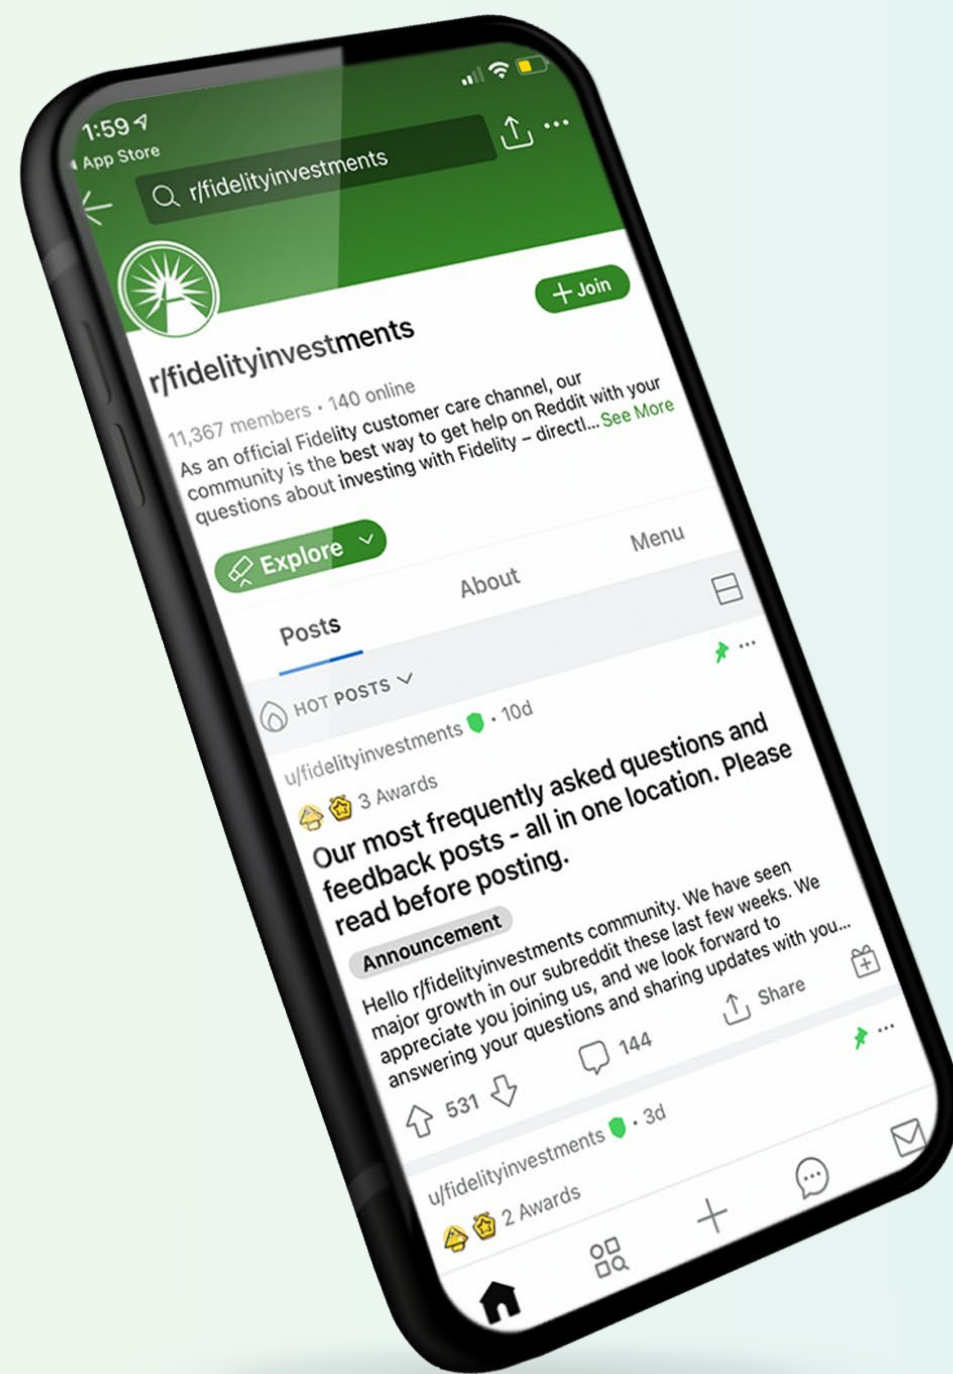 1:59
App Store
r/fidelityinvestments
+ Join
r/fidelityinvestments
11,367 members • 140 online
As an official Fidelity customer care channel, our
community is the best way to get help on Reddit with your
questions about investing with Fidelity – directl... See More
Explore
Posts
About
Menu
HOT POSTS
u/fidelityinvestments • 10d
3 Awards
Our most frequently asked questions and
feedback posts - all in one location. Please
read before posting.
Announcement
Hello r/fidelityinvestments community. We have seen
major growth in our subreddit these last few weeks. We
appreciate you joining us, and we look forward to
answering your questions and sharing updates with you...
531
144
Share
u/fidelityinvestments • 3d
2 Awards